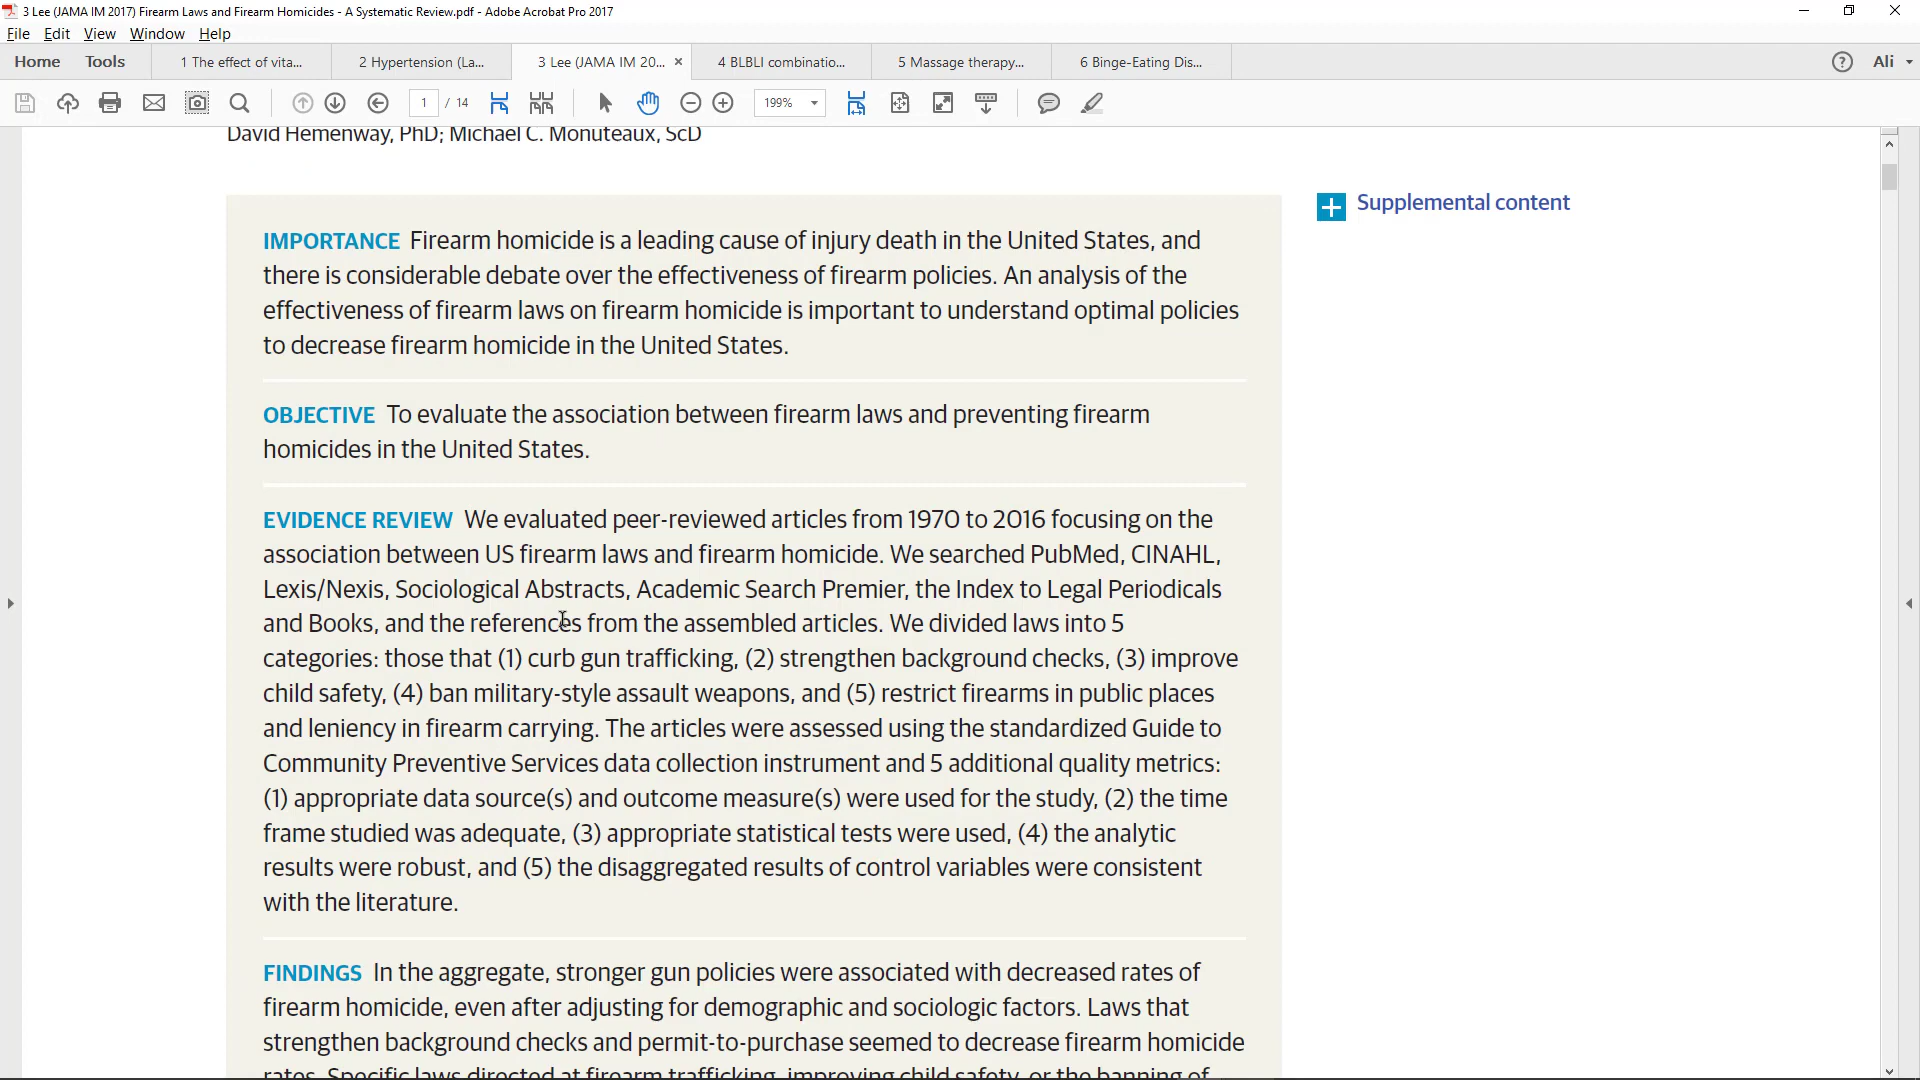 3 Lee (JAMA IM 2017) Firearm Laws and Firearm Homicides - A Systematic Review.pdf - Adobe Acrobat Pro 2017
File Edit View Window Help
Home Tools 1 The effect of vita... 2 Hypertension (La... 3 Lee (JAMA IM 20... × 4 BLBLI combinatio... 5 Massage therapy... 6 Binge-Eating Dis... Ali
1 / 14 199%
David Hemenway, PhD; Michael C. Monuteaux, ScD
Supplemental content
IMPORTANCE Firearm homicide is a leading cause of injury death in the United States, and
there is considerable debate over the effectiveness of firearm policies. An analysis of the
effectiveness of firearm laws on firearm homicide is important to understand optimal policies
to decrease firearm homicide in the United States.
OBJECTIVE To evaluate the association between firearm laws and preventing firearm
homicides in the United States.
EVIDENCE REVIEW We evaluated peer-reviewed articles from 1970 to 2016 focusing on the
association between US firearm laws and firearm homicide. We searched PubMed, CINAHL,
Lexis/Nexis, Sociological Abstracts, Academic Search Premier, the Index to Legal Periodicals
and Books, and the references from the assembled articles. We divided laws into 5
categories: those that (1) curb gun trafficking, (2) strengthen background checks, (3) improve
child safety, (4) ban military-style assault weapons, and (5) restrict firearms in public places
and leniency in firearm carrying. The articles were assessed using the standardized Guide to
Community Preventive Services data collection instrument and 5 additional quality metrics:
(1) appropriate data source(s) and outcome measure(s) were used for the study, (2) the time
frame studied was adequate, (3) appropriate statistical tests were used, (4) the analytic
results were robust, and (5) the disaggregated results of control variables were consistent
with the literature.
FINDINGS In the aggregate, stronger gun policies were associated with decreased rates of
firearm homicide, even after adjusting for demographic and sociologic factors. Laws that
strengthen background checks and permit-to-purchase seemed to decrease firearm homicide
rates. Specific laws directed at firearm trafficking, improving child safety, or the banning of